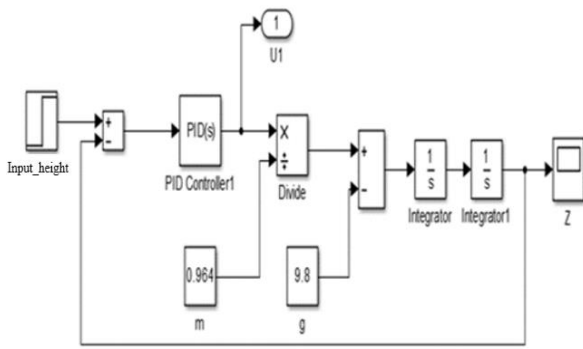 1
U1
+
−
Input_height
PID(s)
PID Controller1
×
÷
Divide
+
−
1
s
Integrator
1
s
Integrator1
Z
0.964
m
9.8
g